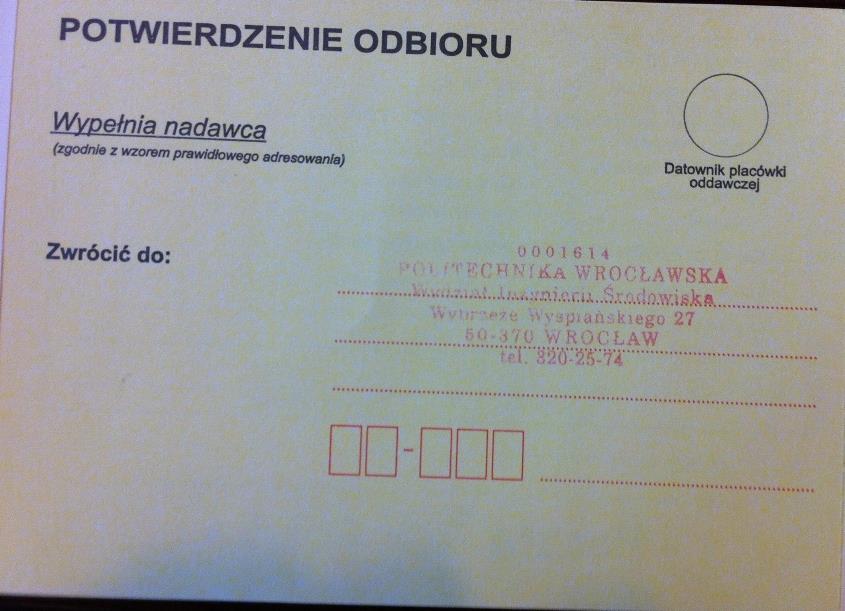 POTWIERDZENIE ODBIORU
Wypełnia nadawca
(zgodnie z wzorem prawidłowego adresowania)
Datownik placówki
oddawczej
Zwrócić do:
0001614
POLITECHNIKA WROCŁAWSKA
Wydział Inżynierii Środowiska
Wybrzeże Wyspiańskiego 27
50-370 WROCŁAW
tel. 320-25-74
-